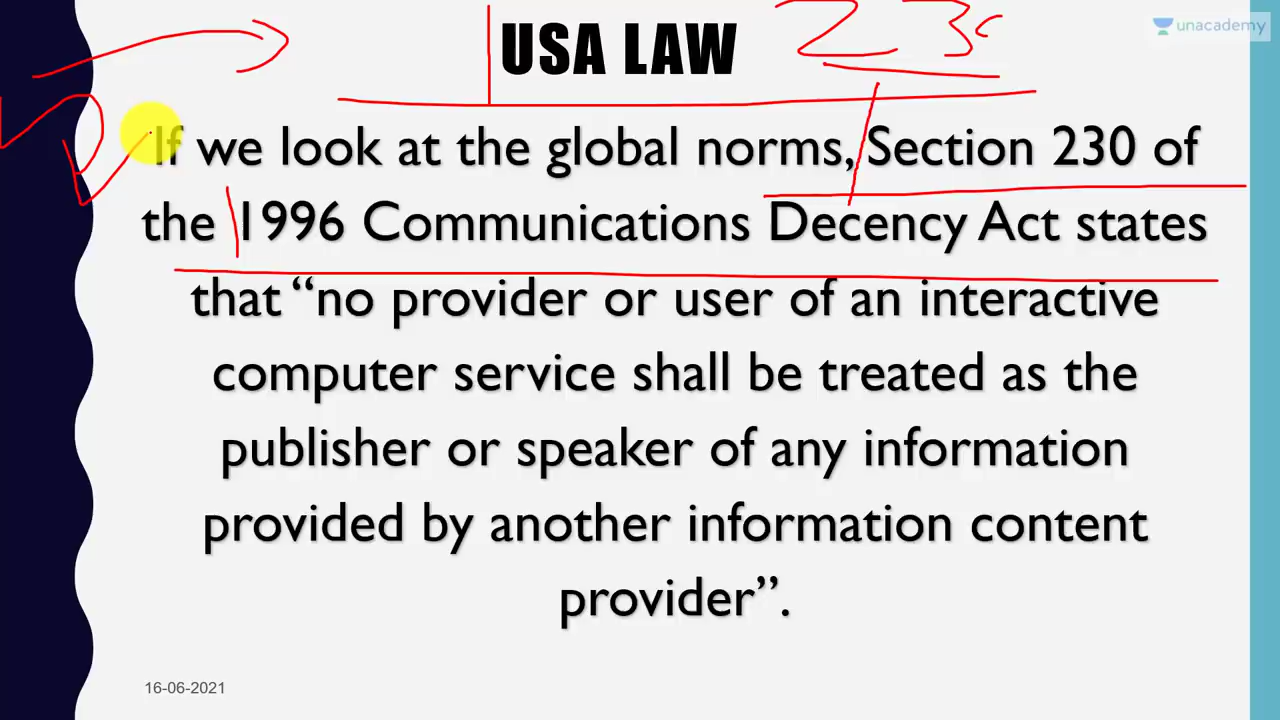 USA LAW
230
unacademy
If we look at the global norms, Section 230 of
the 1996 Communications Decency Act states
that “no provider or user of an interactive
computer service shall be treated as the
publisher or speaker of any information
provided by another information content
provider”.
16-06-2021